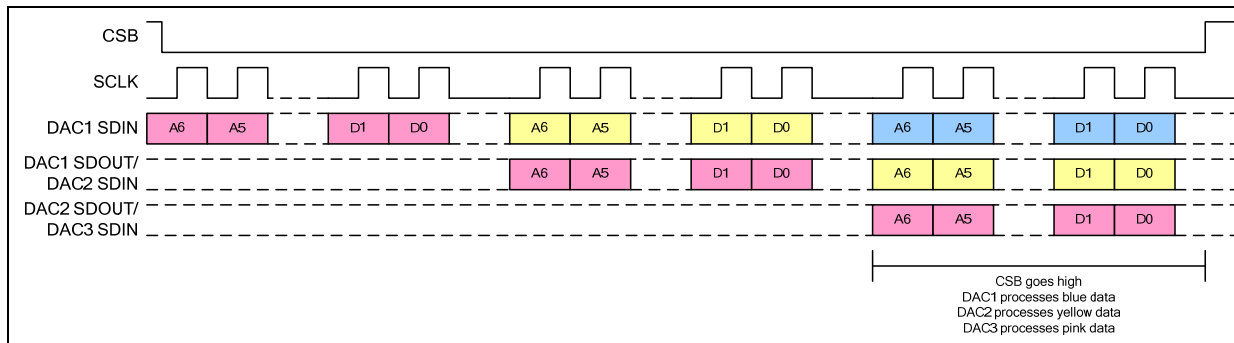 CSB
SCLK
DAC1 SDIN A6 A5 D1 D0 A6 A5 D1 D0 A6 A5 D1 D0
DAC1 SDOUT/
DAC2 SDIN A6 A5 D1 D0 A6 A5 D1 D0
DAC2 SDOUT/
DAC3 SDIN A6 A5 D1 D0
CSB goes high
DAC1 processes blue data
DAC2 processes yellow data
DAC3 processes pink data